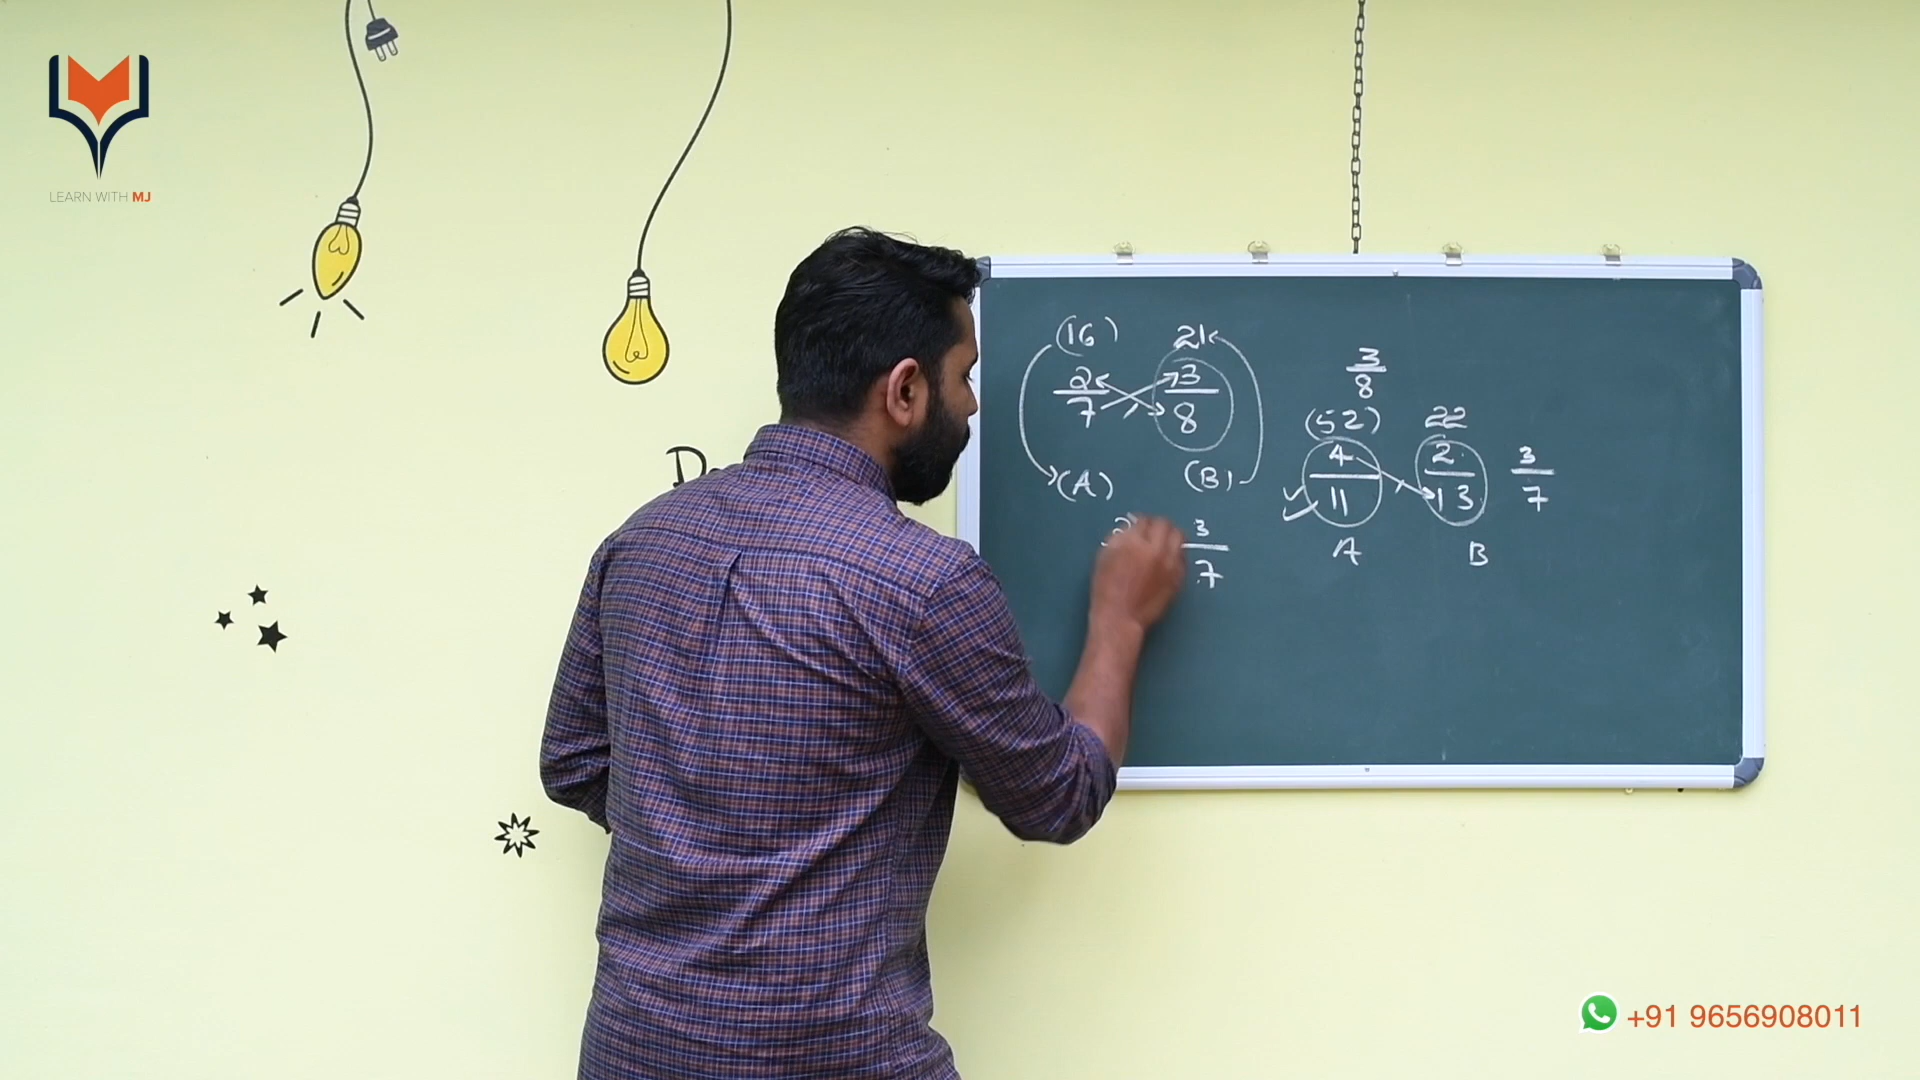 LEARN WITH MJ
(16) 21
2/7 3/8
(A) (B)
3/7
3/8
(52) 22
4/11 2/13 3/7
A B
+91 9656908011